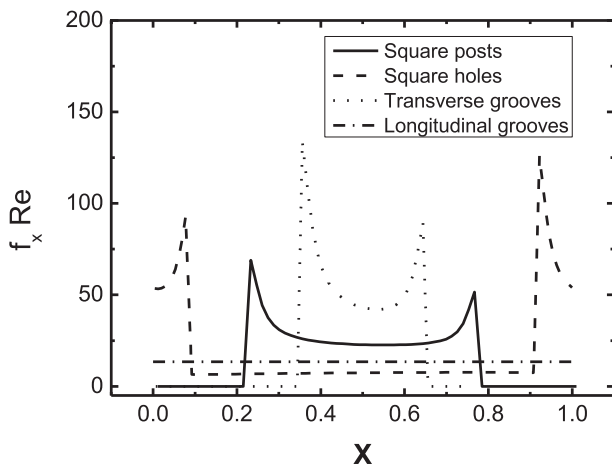 200
150
100
50
0
f_x Re
Square posts
Square holes
Transverse grooves
Longitudinal grooves
0.0 0.2 0.4 0.6 0.8 1.0
X